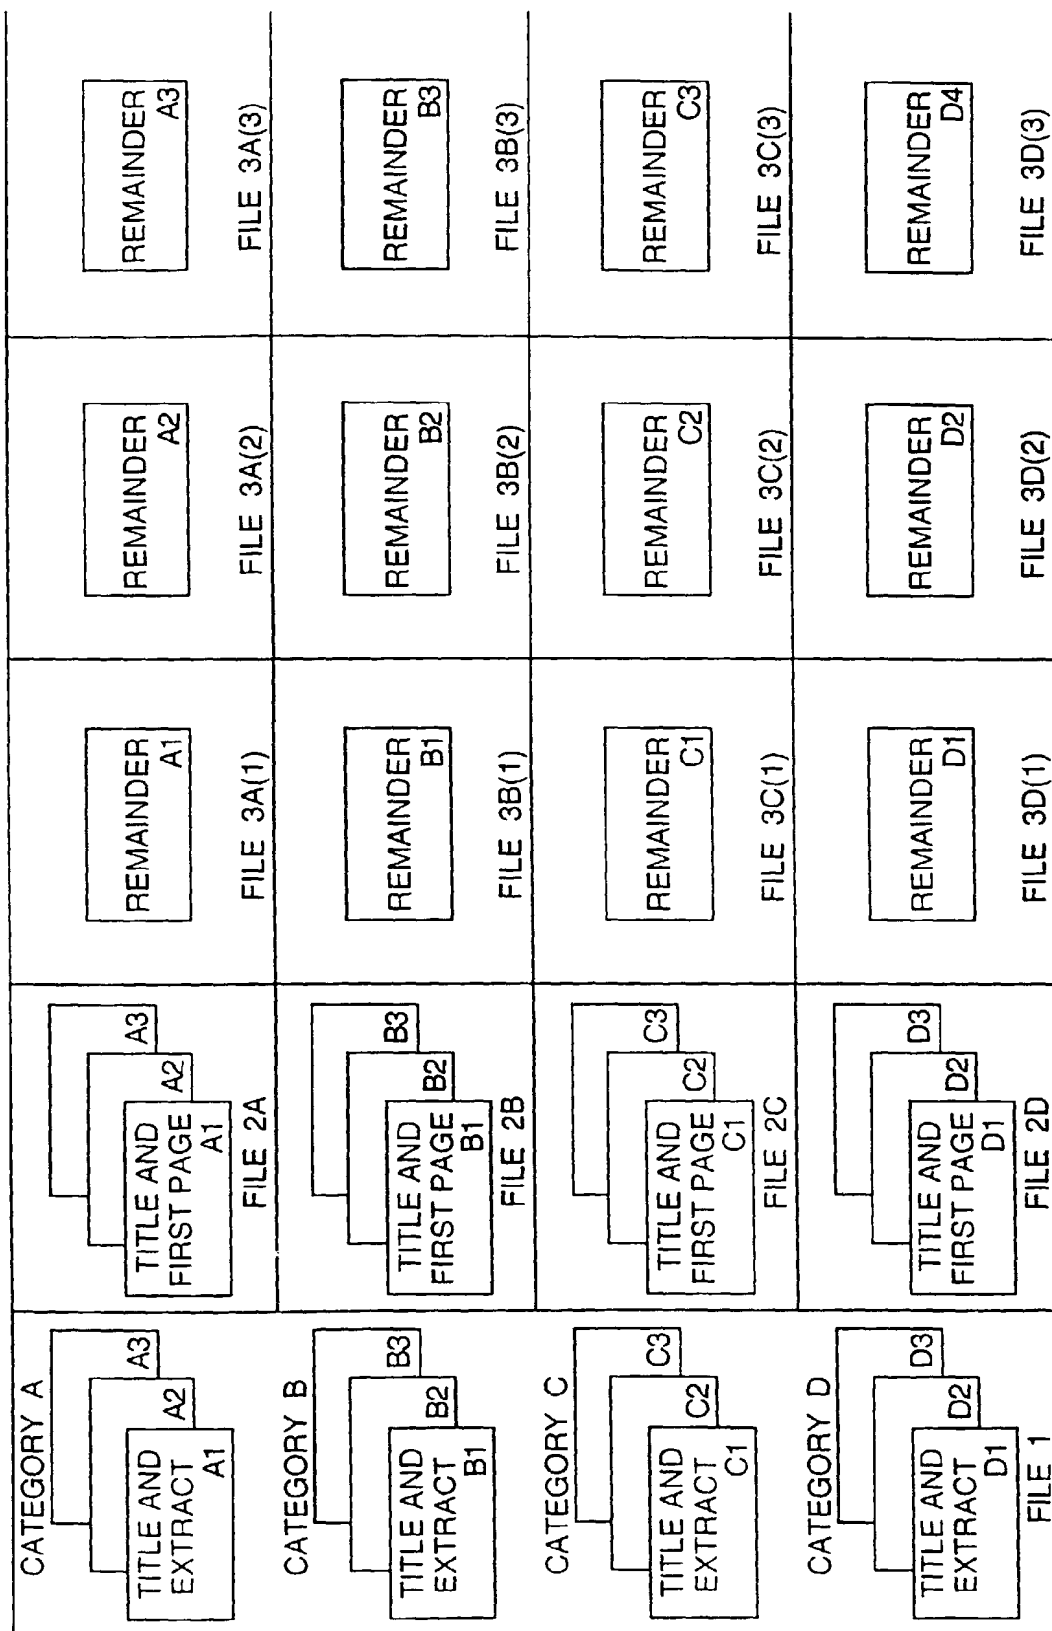 CATEGORY A
TITLE AND
EXTRACT
A1
A2
A3
TITLE AND
FIRST PAGE
A1
A2
A3
FILE 2A
REMAINDER
A1
FILE 3A(1)
REMAINDER
A2
FILE 3A(2)
REMAINDER
A3
FILE 3A(3)
CATEGORY B
TITLE AND
EXTRACT
B1
B2
B3
TITLE AND
FIRST PAGE
B1
B2
B3
FILE 2B
REMAINDER
B1
FILE 3B(1)
REMAINDER
B2
FILE 3B(2)
REMAINDER
B3
FILE 3B(3)
CATEGORY C
TITLE AND
EXTRACT
C1
C2
C3
TITLE AND
FIRST PAGE
C1
C2
C3
FILE 2C
REMAINDER
C1
FILE 3C(1)
REMAINDER
C2
FILE 3C(2)
REMAINDER
C3
FILE 3C(3)
CATEGORY D
TITLE AND
EXTRACT
D1
D2
D3
FILE 1
TITLE AND
FIRST PAGE
D1
D2
D3
FILE 2D
REMAINDER
D1
FILE 3D(1)
REMAINDER
D2
FILE 3D(2)
REMAINDER
D4
FILE 3D(3)